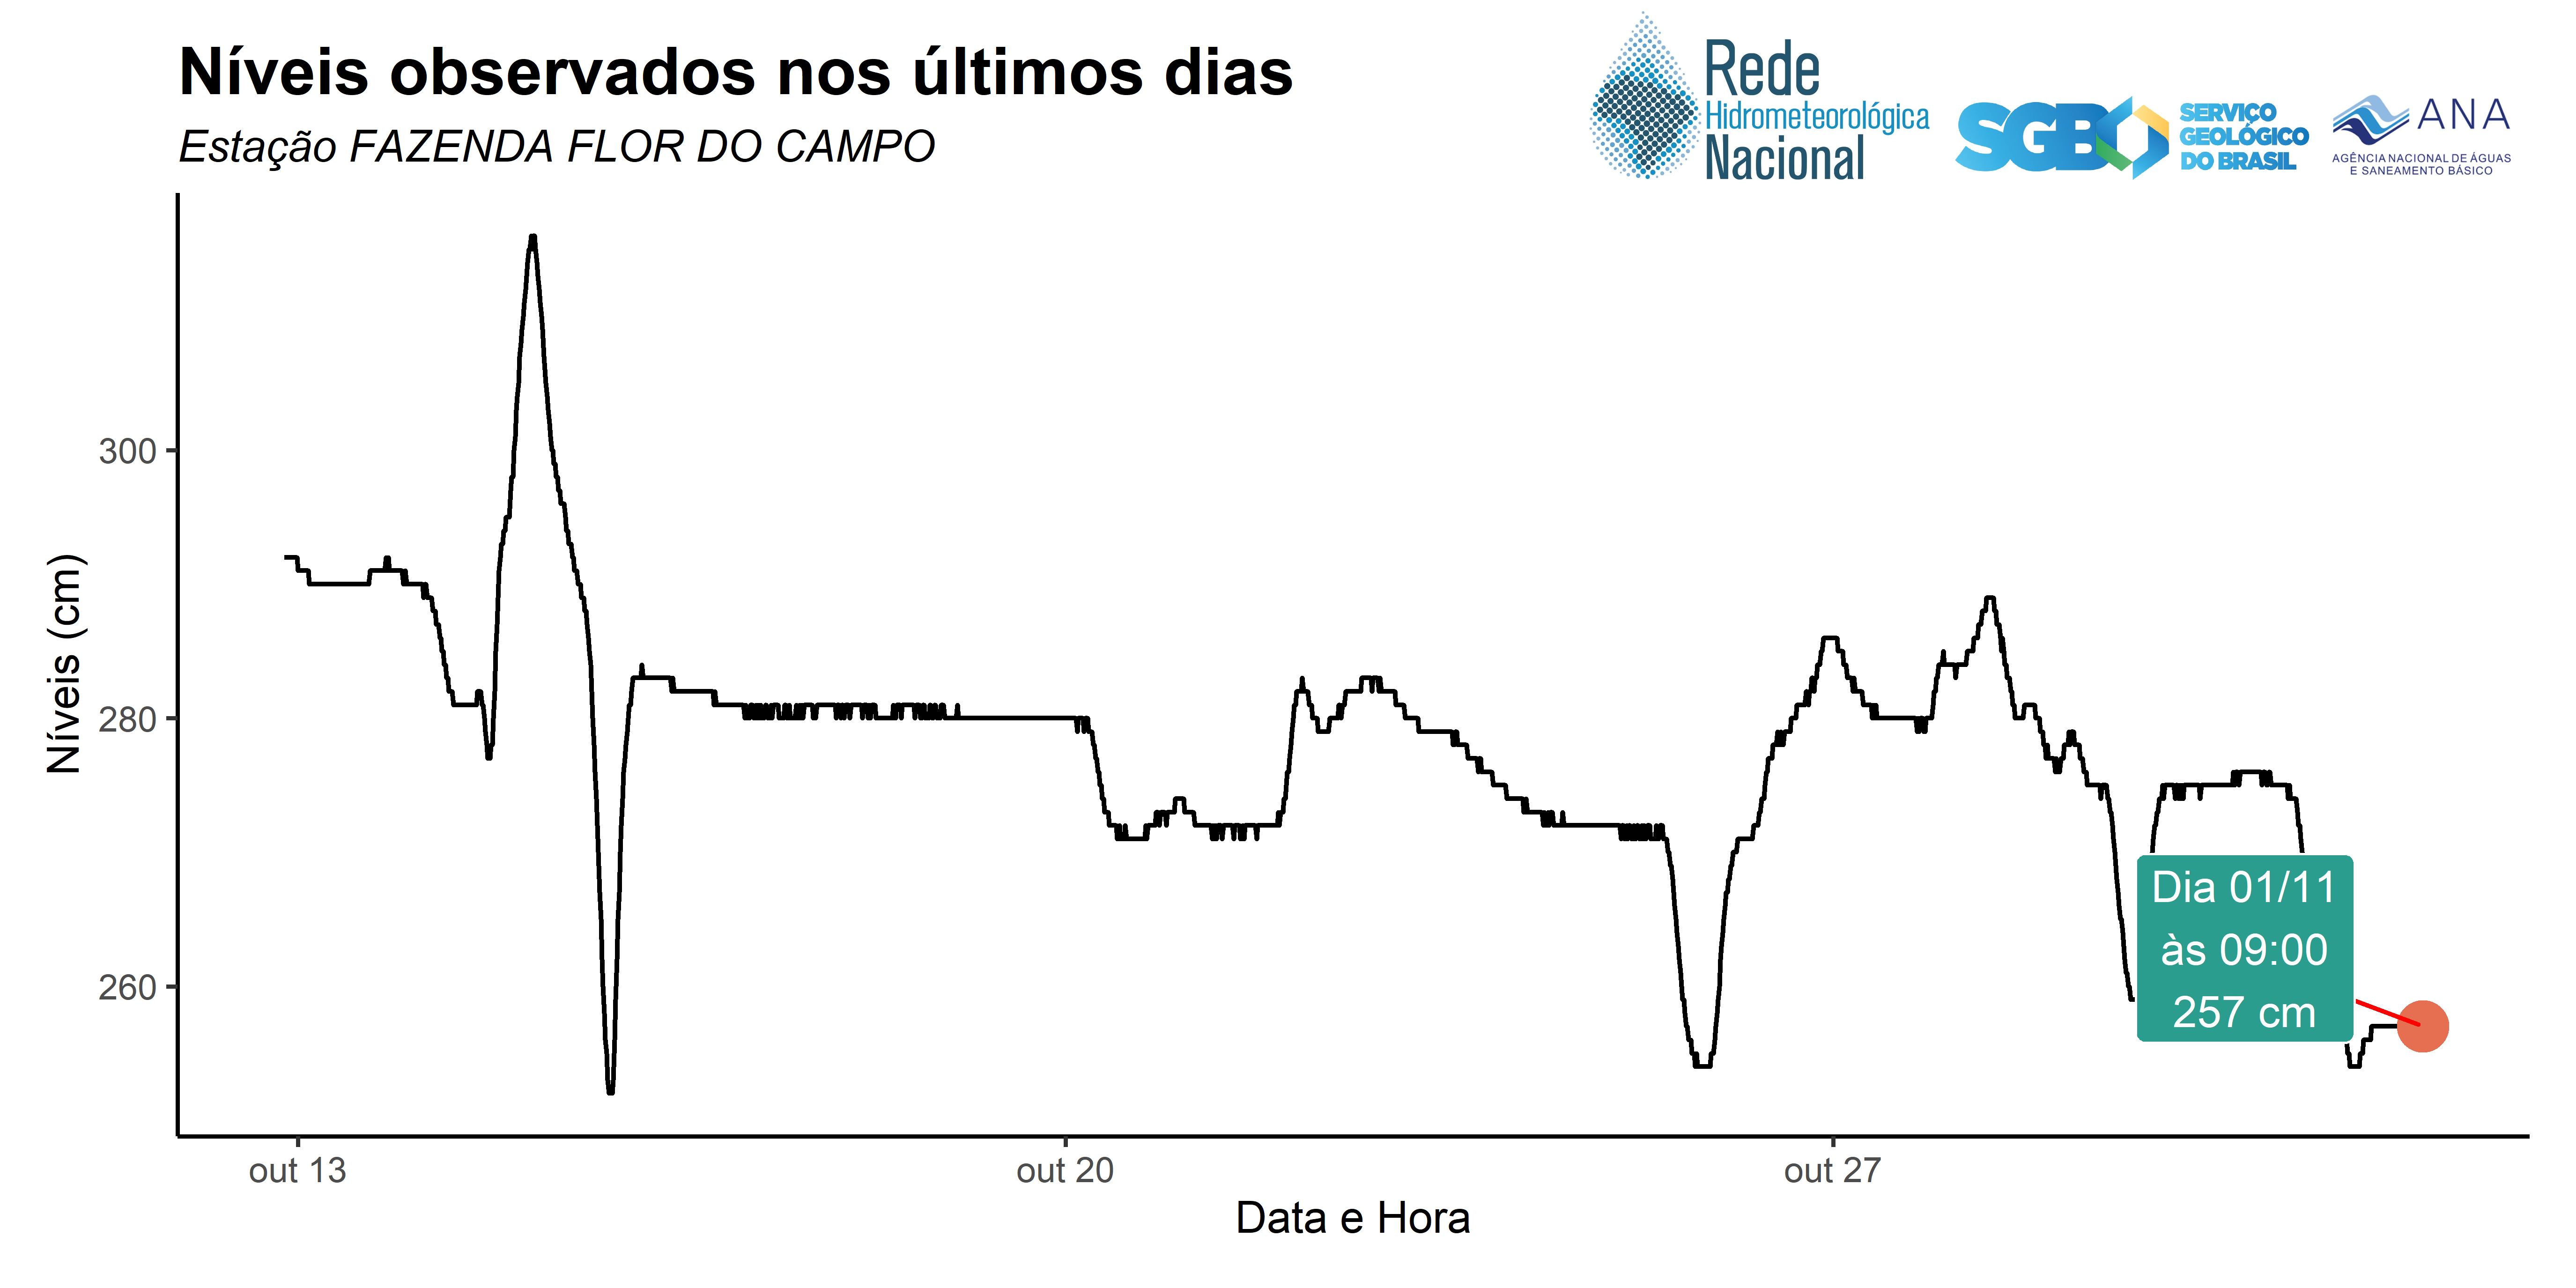 Níveis observados nos últimos dias
Estação FAZENDA FLOR DO CAMPO
Rede
Hidrometeorológica
Nacional
SGB
SERVIÇO
GEOLÓGICO
DO BRASIL
ANA
AGÊNCIA NACIONAL DE ÁGUAS
E SANEAMENTO BÁSICO
Níveis (cm)
300
280
260
Dia 01/11
às 09:00
257 cm
out 13
out 20
out 27
Data e Hora